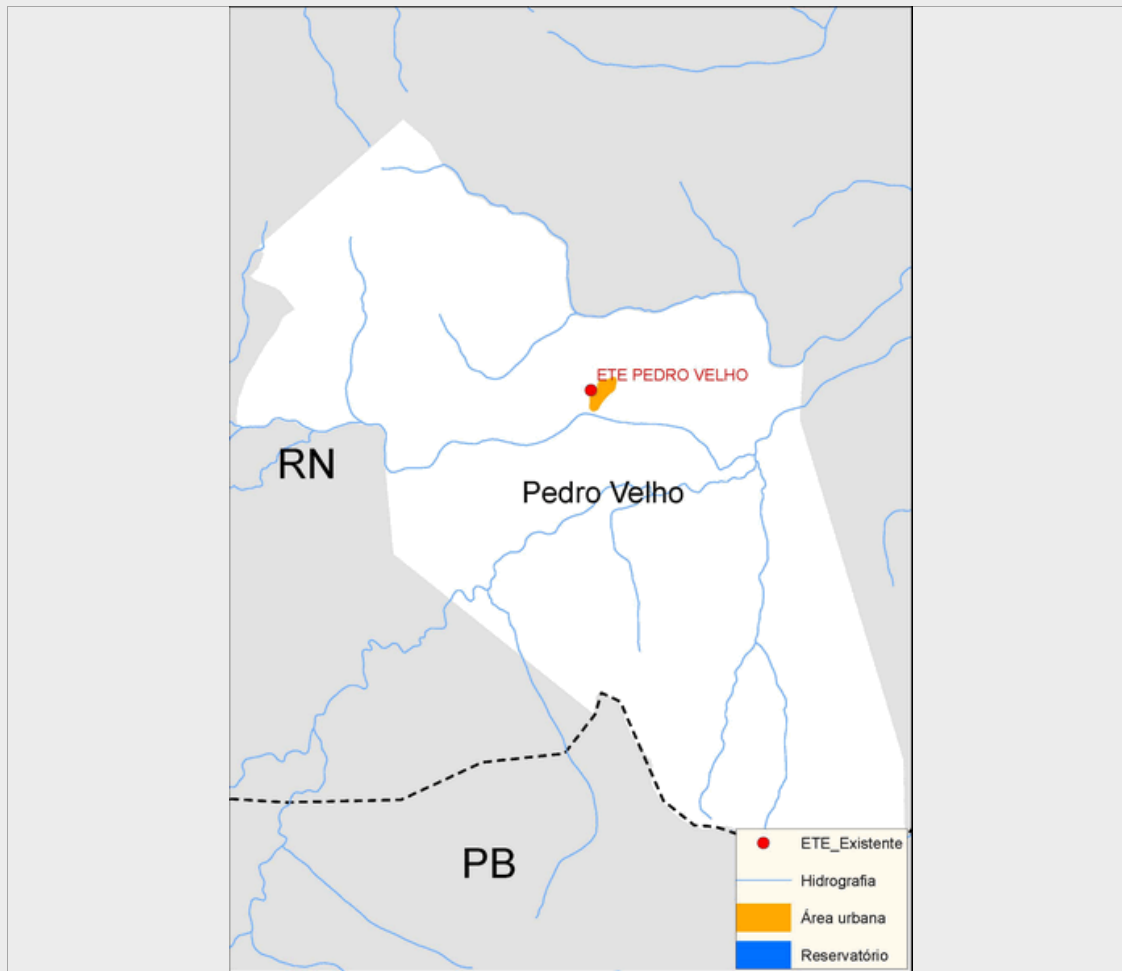 ETE PEDRO VELHO
RN
Pedro Velho
PB
ETE_Existente
Hidrografia
Área urbana
Reservatório